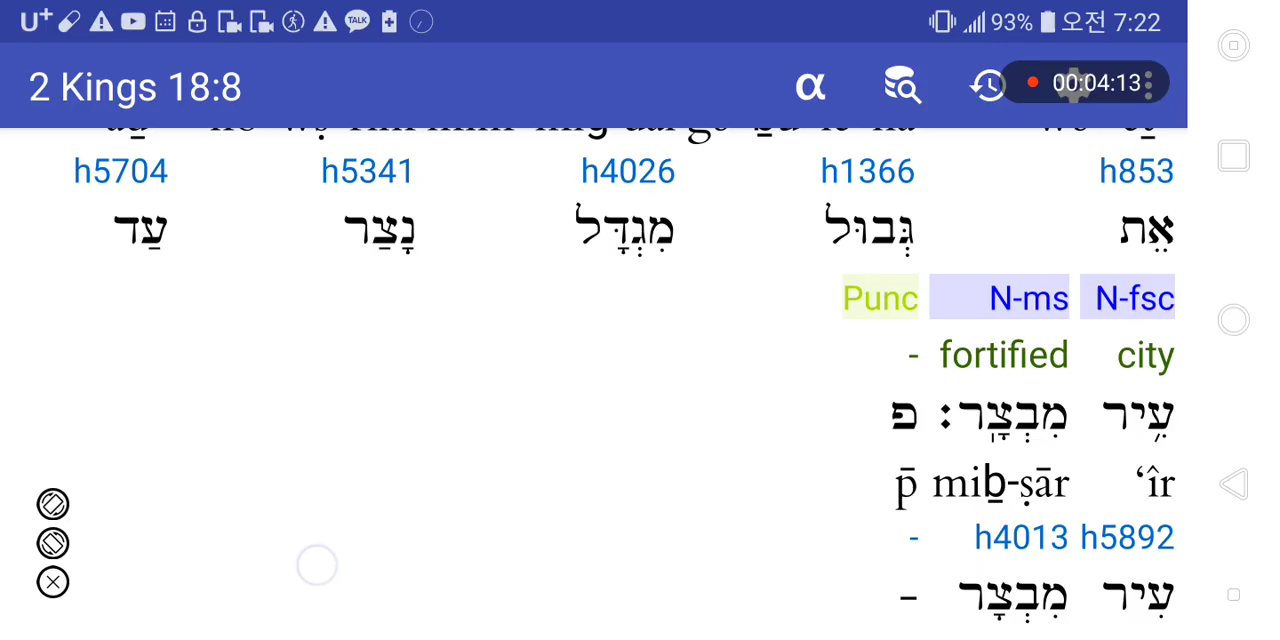 U+ TALK 93% 오전 7:22
2 Kings 18:8 α 00:04:13
h5704 h5341 h4026 h1366 h853
אֵת גְּבוּל מִגְדָּל נָצַר עַד
Punc N-ms N-fsc
- fortified city
עִ֥יר מִבְצָֽר׃ פ
p̄ miḇ-ṣār ‘îr
- h4013 h5892
עִיר מִבְצָר –